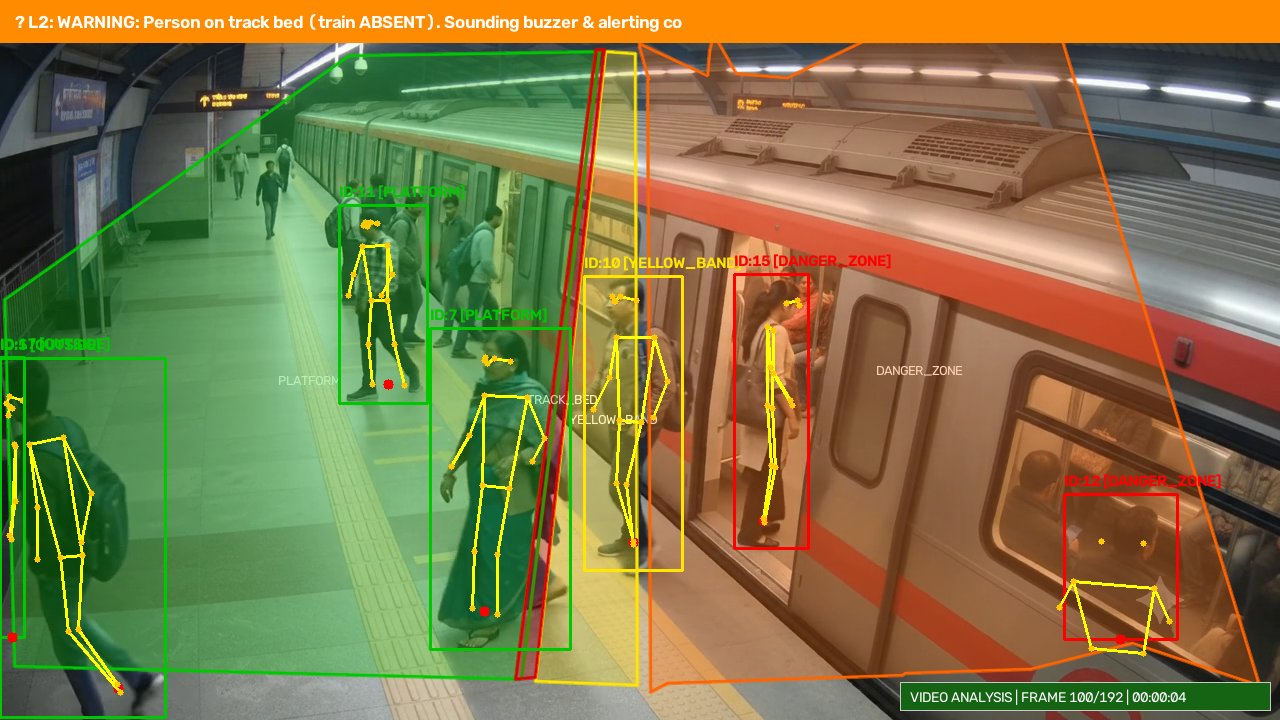 ? L2: WARNING: Person on track bed (train ABSENT). Sounding buzzer & alerting co
ID:11 [PLATFORM]
ID:10 [YELLOW_BAND
ID:15 [DANGER_ZONE]
ID:7 [PLATFORM]
DANGER_ZONE
PLATFORM
TRACK_BED
YELLOW_BAND
ID:12 [DANGER_ZONE]
VIDEO ANALYSIS | FRAME 100/192 | 00:00:04